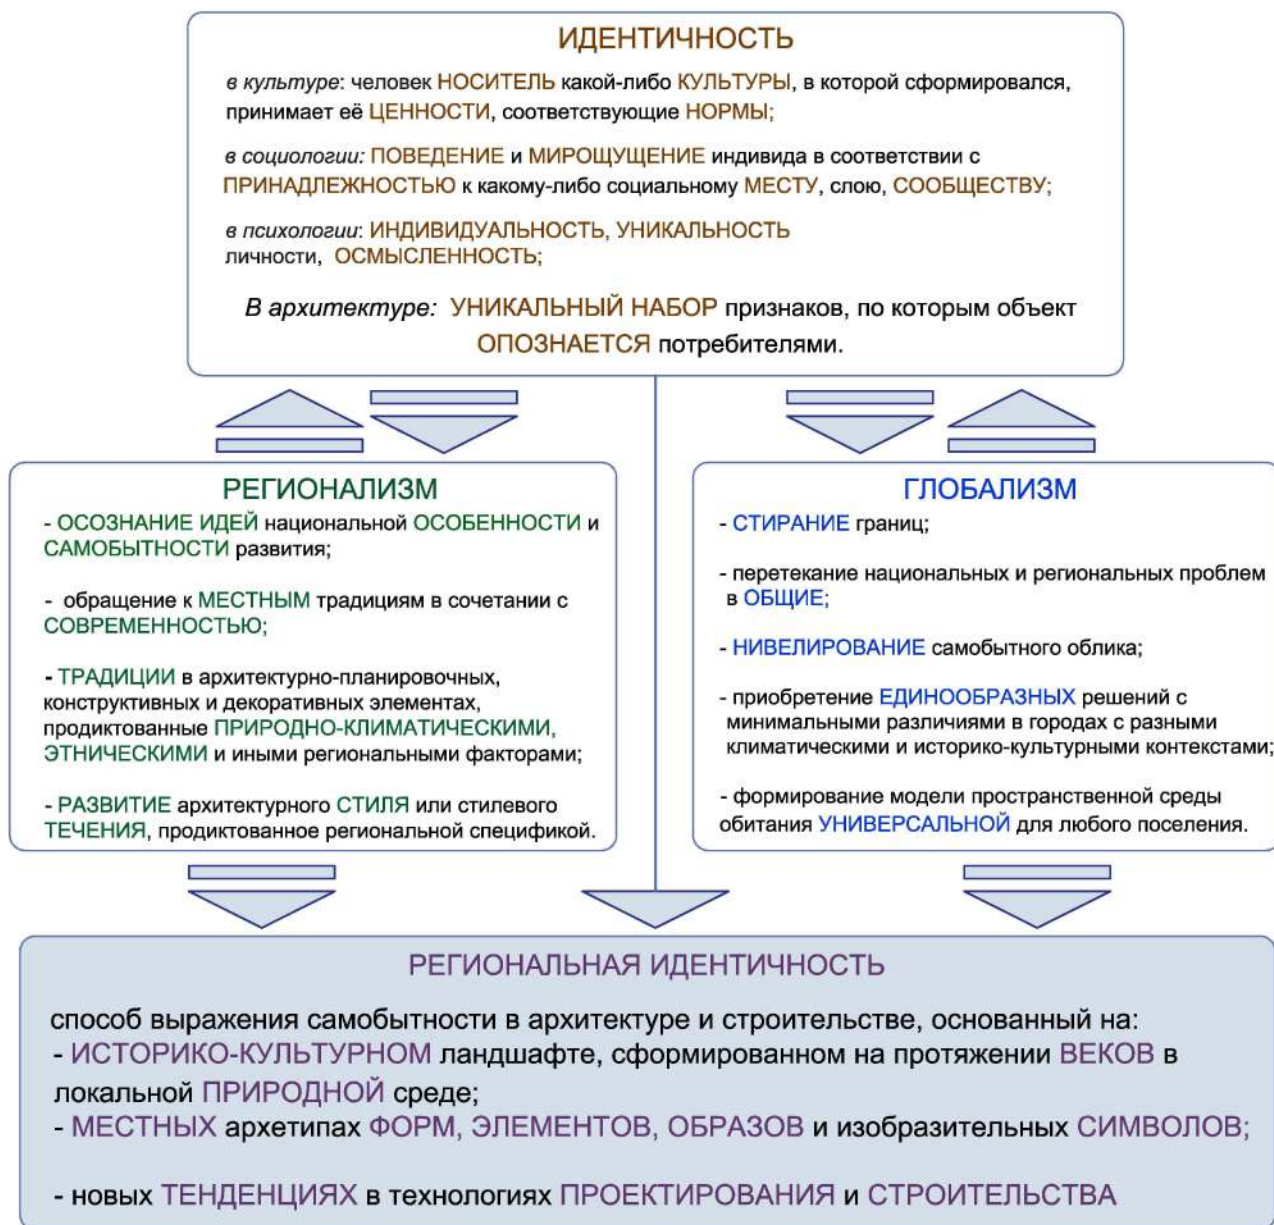 ИДЕНТИЧНОСТЬ
в культуре: человек НОСИТЕЛЬ какой-либо КУЛЬТУРЫ, в которой сформировался,
принимает её ЦЕННОСТИ, соответствующие НОРМЫ;
в социологии: ПОВЕДЕНИЕ и МИРОЩУЩЕНИЕ индивида в соответствии с
ПРИНАДЛЕЖНОСТЬЮ к какому-либо социальному МЕСТУ, слою, СООБЩЕСТВУ;
в психологии: ИНДИВИДУАЛЬНОСТЬ, УНИКАЛЬНОСТЬ
личности, ОСМЫСЛЕННОСТЬ;
В архитектуре: УНИКАЛЬНЫЙ НАБОР признаков, по которым объект
ОПОЗНАЕТСЯ потребителями.
РЕГИОНАЛИЗМ
- ОСОЗНАНИЕ ИДЕЙ национальной ОСОБЕННОСТИ и
САМОБЫТНОСТИ развития;
- обращение к МЕСТНЫМ традициям в сочетании с
СОВРЕМЕННОСТЬЮ;
- ТРАДИЦИИ в архитектурно-планировочных,
конструктивных и декоративных элементах,
продиктованные ПРИРОДНО-КЛИМАТИЧЕСКИМИ,
ЭТНИЧЕСКИМИ и иными региональными факторами;
- РАЗВИТИЕ архитектурного СТИЛЯ или стилевого
ТЕЧЕНИЯ, продиктованное региональной спецификой.
ГЛОБАЛИЗМ
- СТИРАНИЕ границ;
- перетекание национальных и региональных проблем
в ОБЩИЕ;
- НИВЕЛИРОВАНИЕ самобытного облика;
- приобретение ЕДИНООБРАЗНЫХ решений с
минимальными различиями в городах с разными
климатическими и историко-культурными контекстами;
- формирование модели пространственной среды
обитания УНИВЕРСАЛЬНОЙ для любого поселения.
РЕГИОНАЛЬНАЯ ИДЕНТИЧНОСТЬ
способ выражения самобытности в архитектуре и строительстве, основанный на:
- ИСТОРИКО-КУЛЬТУРНОМ ландшафте, сформированном на протяжении ВЕКОВ в
локальной ПРИРОДНОЙ среде;
- МЕСТНЫХ архетипах ФОРМ, ЭЛЕМЕНТОВ, ОБРАЗОВ и изобразительных СИМВОЛОВ;
- новых ТЕНДЕНЦИЯХ в технологиях ПРОЕКТИРОВАНИЯ и СТРОИТЕЛЬСТВА